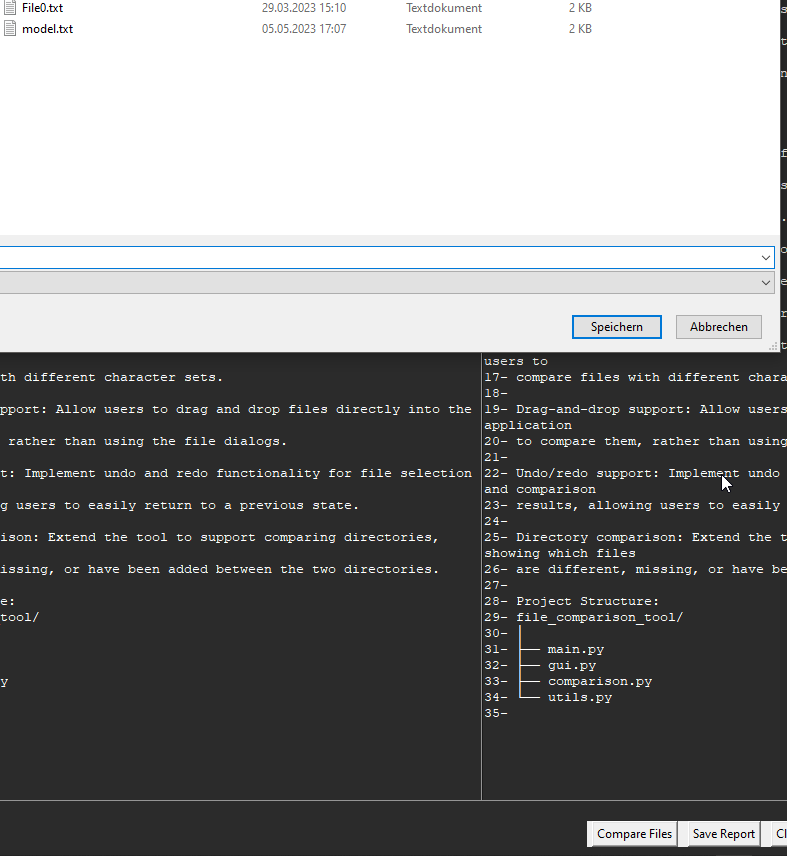 File0.txt 29.03.2023 15:10 Textdokument 2 KB
model.txt 05.05.2023 17:07 Textdokument 2 KB
Speichern Abbrechen
th different character sets.
pport: Allow users to drag and drop files directly into the
rather than using the file dialogs.
t: Implement undo and redo functionality for file selection
g users to easily return to a previous state.
ison: Extend the tool to support comparing directories,
issing, or have been added between the two directories.
e:
tool/
y
users to
17- compare files with different chara
18-
19- Drag-and-drop support: Allow users
application
20- to compare them, rather than using
21-
22- Undo/redo support: Implement undo
and comparison
23- results, allowing users to easily
24-
25- Directory comparison: Extend the t
showing which files
26- are different, missing, or have be
27-
28- Project Structure:
29- file_comparison_tool/
30- │
31- ├── main.py
32- ├── gui.py
33- ├── comparison.py
34- └── utils.py
35-
Compare Files Save Report Cl